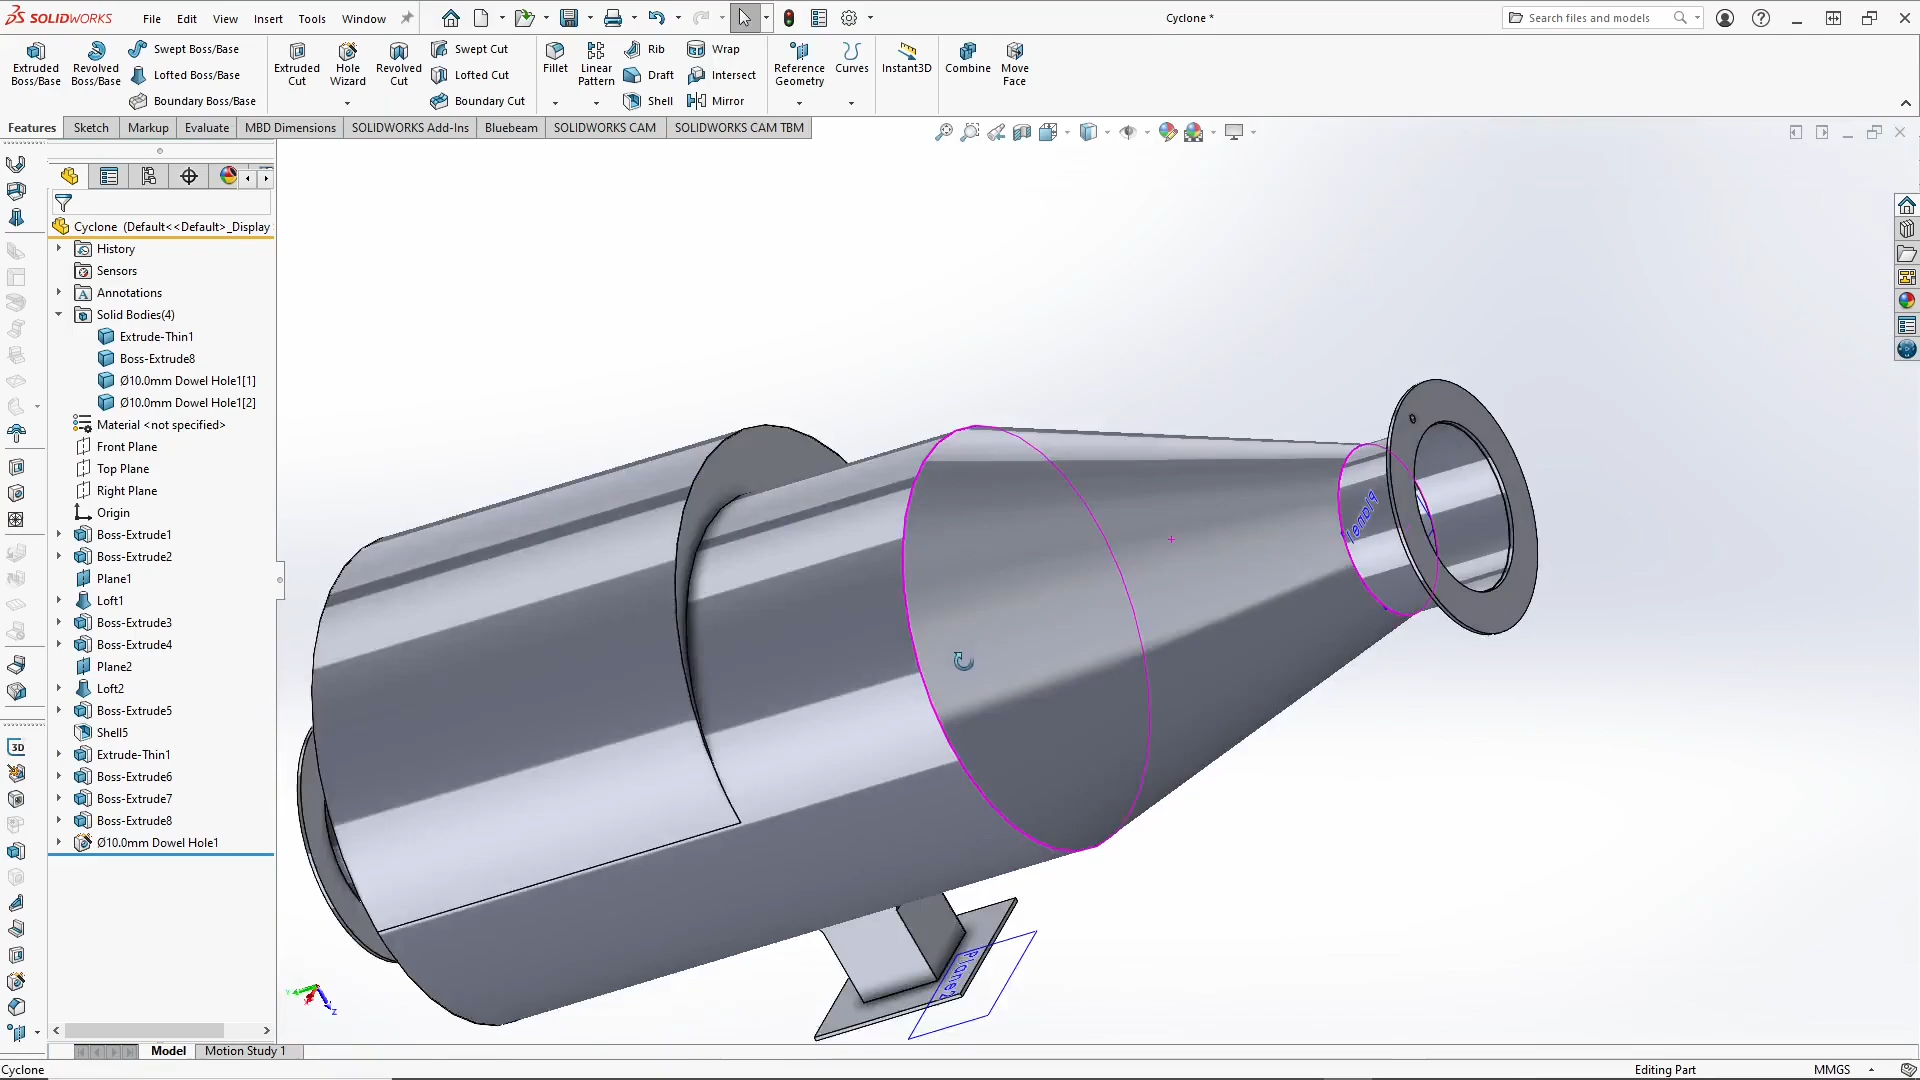 SOLIDWORKS
File Edit View Insert Tools Window
Cyclone *
Search files and models
Extruded Boss/Base
Revolved Boss/Base
Swept Boss/Base
Lofted Boss/Base
Boundary Boss/Base
Extruded Cut
Hole Wizard
Revolved Cut
Swept Cut
Lofted Cut
Boundary Cut
Fillet
Linear Pattern
Rib
Draft
Shell
Wrap
Intersect
Mirror
Reference Geometry
Curves
Instant3D
Combine
Move Face
Features Sketch Markup Evaluate MBD Dimensions SOLIDWORKS Add-Ins Bluebeam SOLIDWORKS CAM SOLIDWORKS CAM TBM
Cyclone (Default<<Default>_Display
History
Sensors
Annotations
Solid Bodies(4)
Extrude-Thin1
Boss-Extrude8
Ø10.0mm Dowel Hole1[1]
Ø10.0mm Dowel Hole1[2]
Material <not specified>
Front Plane
Top Plane
Right Plane
Origin
Boss-Extrude1
Boss-Extrude2
Plane1
Loft1
Boss-Extrude3
Boss-Extrude4
Plane2
Loft2
Boss-Extrude5
Shell5
Extrude-Thin1
Boss-Extrude6
Boss-Extrude7
Boss-Extrude8
Ø10.0mm Dowel Hole1
3D
Plane1
Plane2
Y
Z
Model Motion Study 1
Cyclone
Editing Part
MMGS